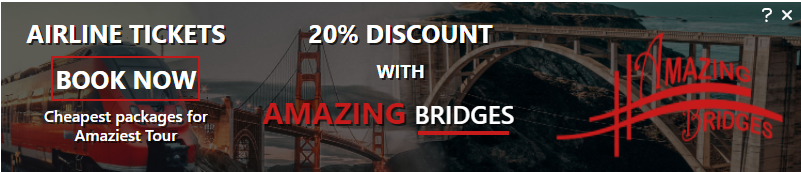 AIRLINE TICKETS
BOOK NOW
Cheapest packages for
Amaziest Tour
20% DISCOUNT
WITH
AMAZING BRIDGES
AMAZING
BRIDGES
? ×